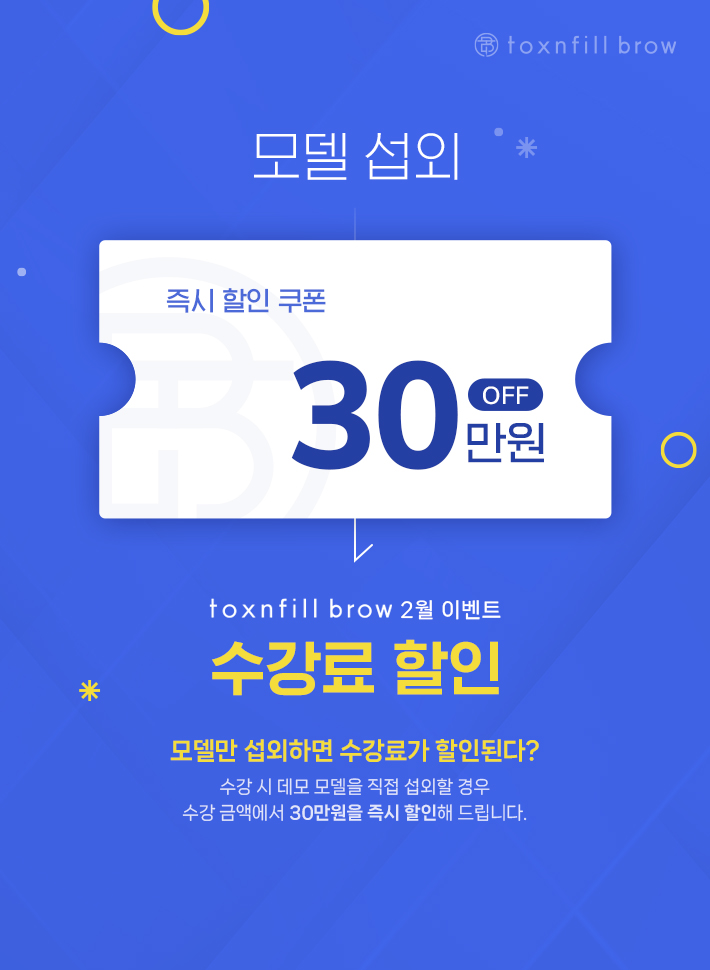 toxnfill brow
모델 섭외
즉시 할인 쿠폰
30만원 OFF
toxnfill brow 2월 이벤트
수강료 할인
모델만 섭외하면 수강료가 할인된다?
수강 시 데모 모델을 직접 섭외할 경우
수강 금액에서 30만원을 즉시 할인해 드립니다.